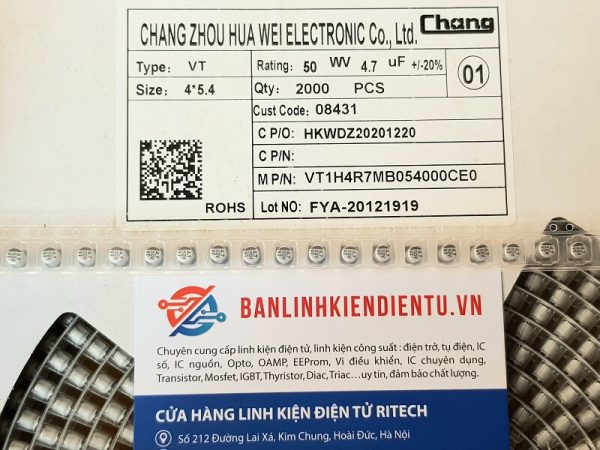 CHANG ZHOU HUA WEI ELECTRONIC Co., Ltd. Chang
Type: VT Rating: 50 WV 4.7 uF +/-20% 01
Size: 4*5.4 Qty: 2000 PCS
Cust Code: 08431
C P/O: HKWDZ20201220
C P/N:
M P/N: VT1H4R7MB054000CE0
ROHS Lot NO: FYA-20121919
BANLINHKIENDIENTU.VN
Chuyên cung cấp linh kiện điện tử, linh kiện công suất : điện trở, tụ điện, IC
số, IC nguồn, Opto, OAMP, EEProm, Vi điều khiển, IC chuyên dụng,
Transistor, Mosfet, IGBT, Thyristor, Diac, Triac...uy tín, đảm bảo chất lượng.
CỬA HÀNG LINH KIỆN ĐIỆN TỬ RITECH
Số 212 Đường Lai Xá, Kim Chung, Hoài Đức, Hà Nội